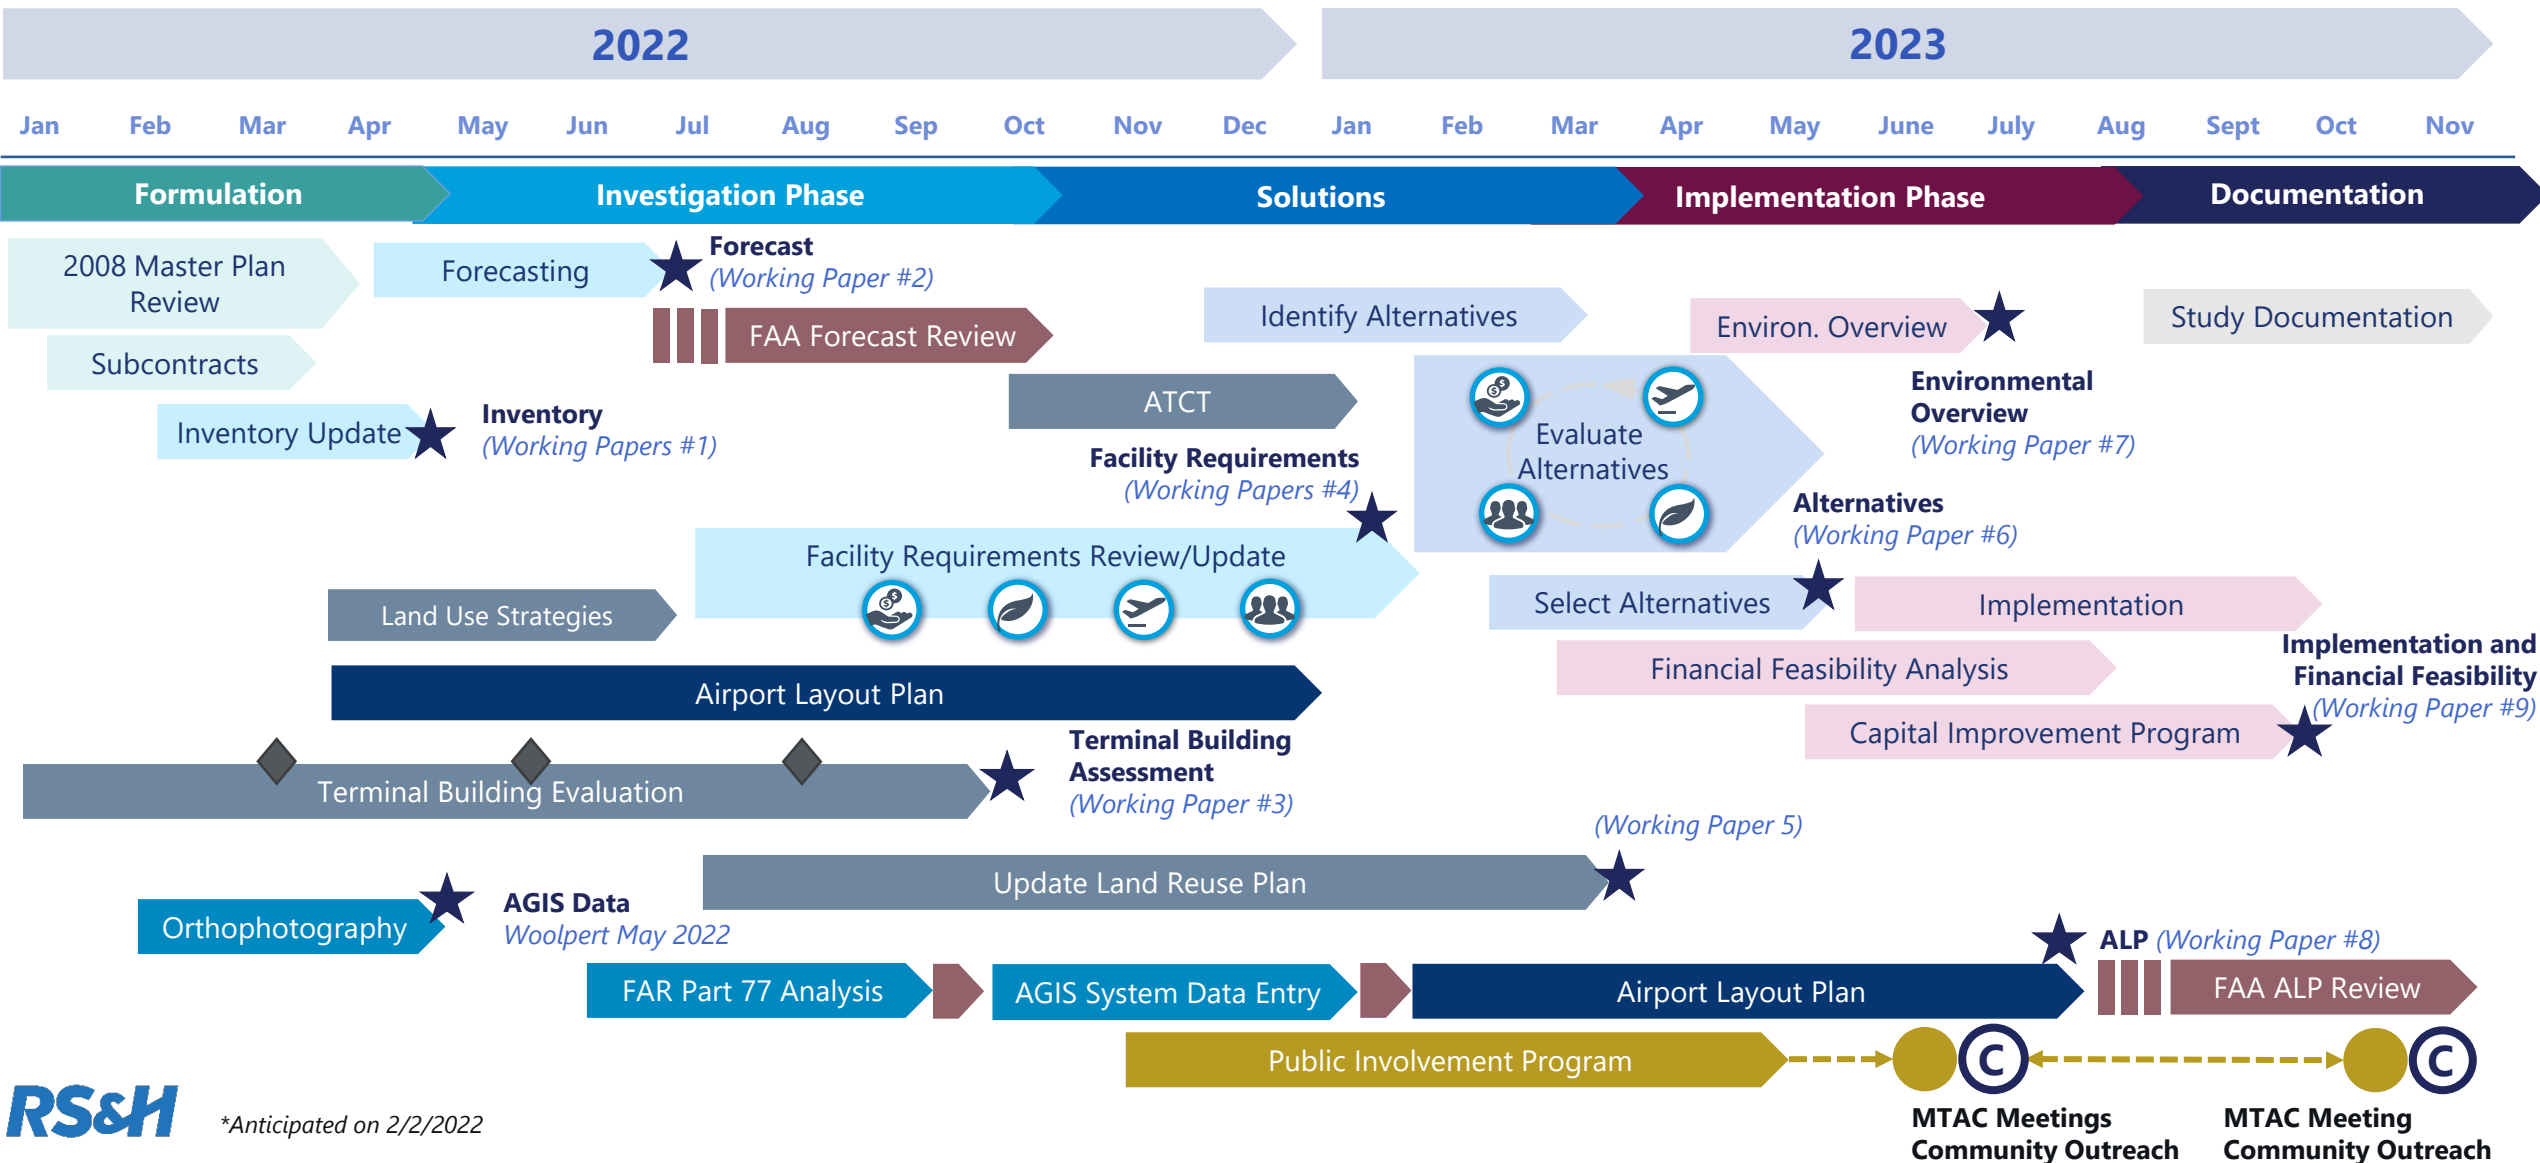 2022
2023
Jan Feb Mar Apr May Jun Jul Aug Sep Oct Nov Dec Jan Feb Mar Apr May June July Aug Sept Oct Nov
Formulation
Investigation Phase
Solutions
Implementation Phase
Documentation
2008 Master Plan
Review
Forecasting
Forecast
(Working Paper #2)
FAA Forecast Review
Identify Alternatives
Environ. Overview
Study Documentation
Subcontracts
Inventory Update
Inventory
(Working Papers #1)
ATCT
Facility Requirements
(Working Papers #4)
Evaluate
Alternatives
Environmental
Overview
(Working Paper #7)
Alternatives
(Working Paper #6)
Facility Requirements Review/Update
Land Use Strategies
Select Alternatives
Implementation
Airport Layout Plan
Financial Feasibility Analysis
Implementation and
Financial Feasibility
(Working Paper #9)
Capital Improvement Program
Terminal Building Evaluation
Terminal Building
Assessment
(Working Paper #3)
(Working Paper 5)
Update Land Reuse Plan
Orthophotography
AGIS Data
Woolpert May 2022
ALP (Working Paper #8)
FAR Part 77 Analysis
AGIS System Data Entry
Airport Layout Plan
FAA ALP Review
Public Involvement Program
C
C
MTAC Meetings
Community Outreach
MTAC Meeting
Community Outreach
RS&H
*Anticipated on 2/2/2022